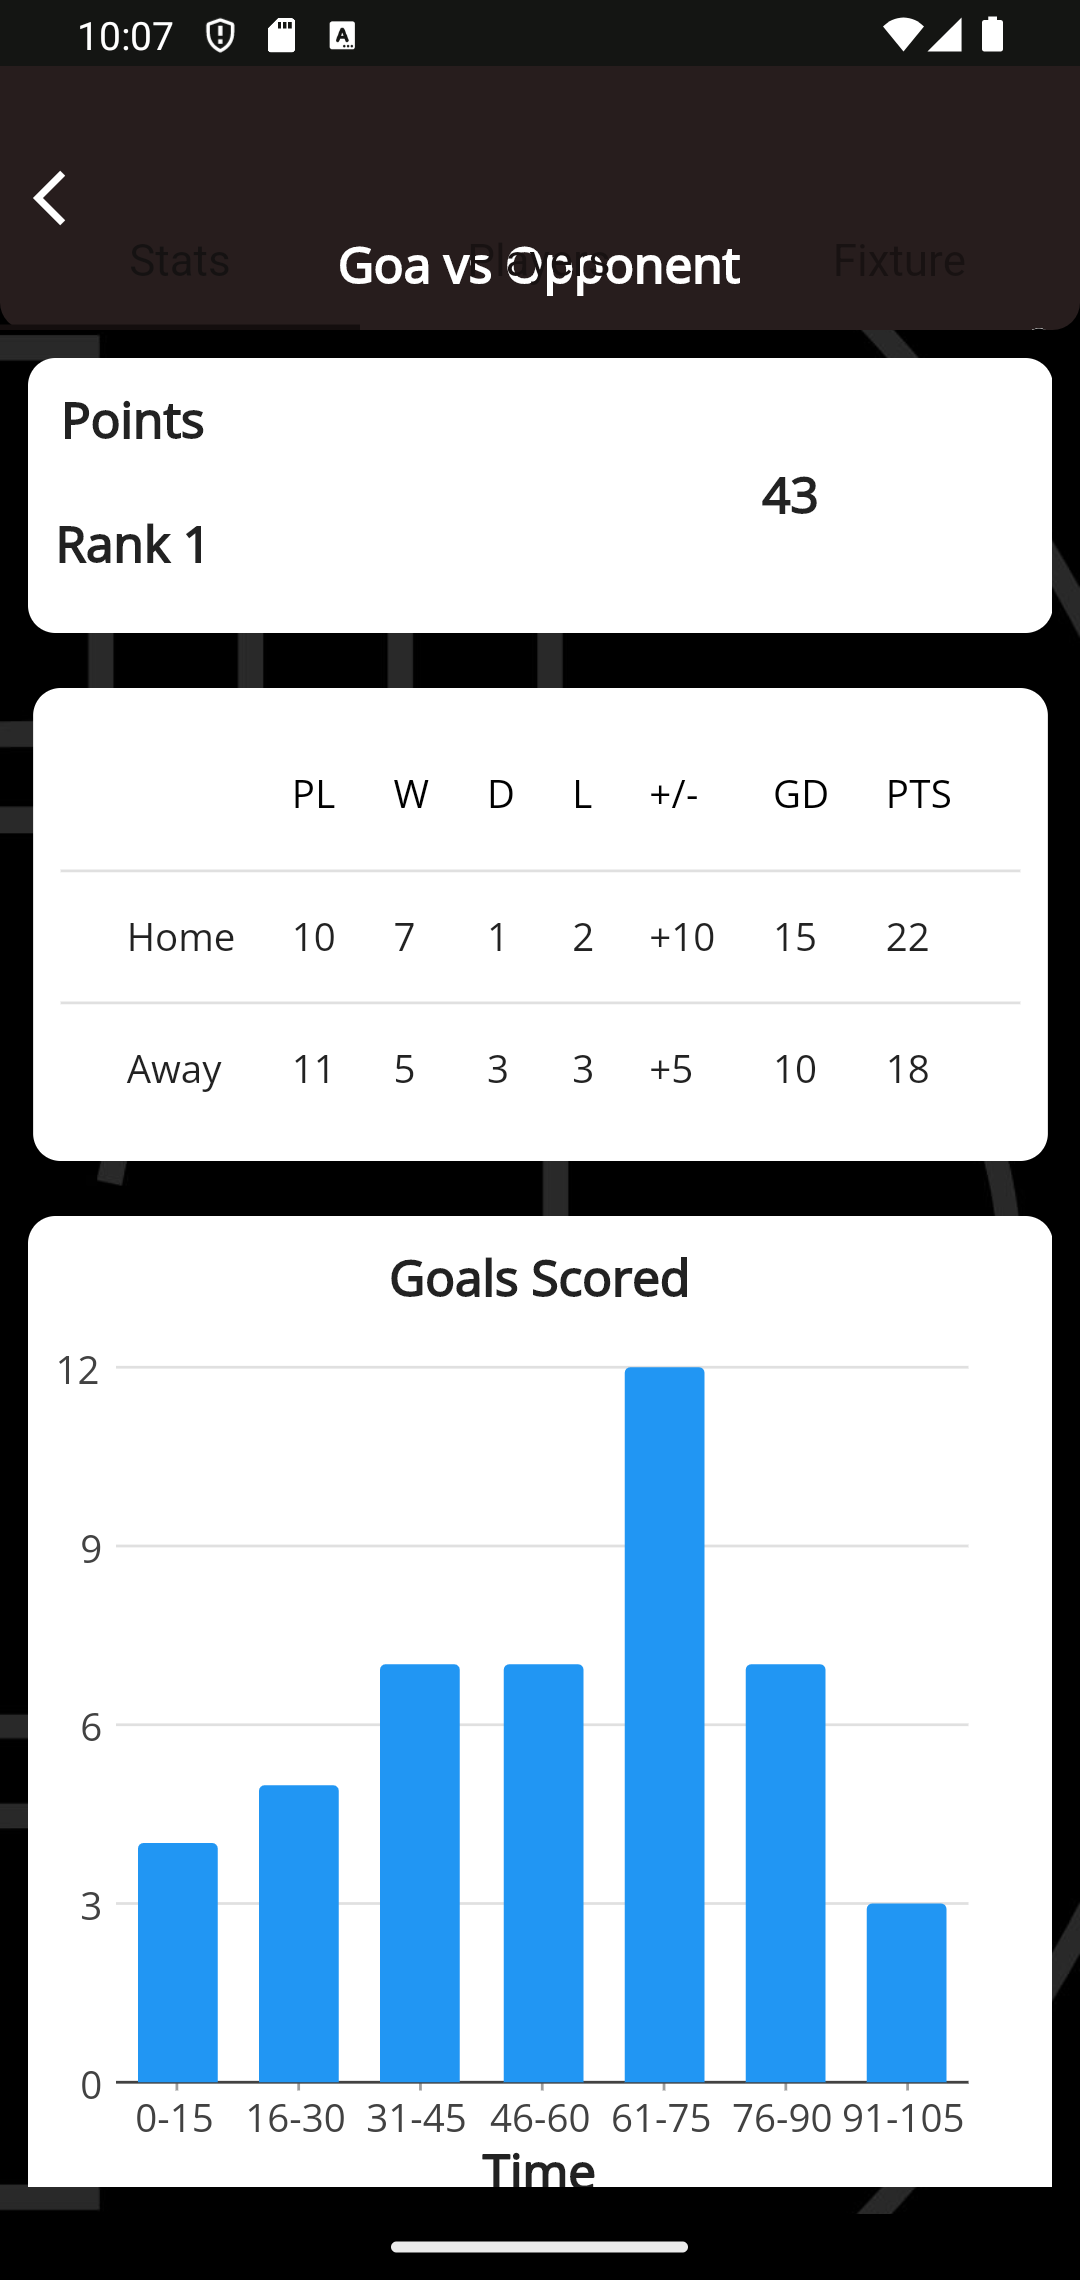 10:07
Stats Players Fixture
Goa vs Opponent
Points
43
Rank 1
PL W D L +/- GD PTS
Home 10 7 1 2 +10 15 22
Away 11 5 3 3 +5 10 18
Goals Scored
12
9
6
3
0
0-15 16-30 31-45 46-60 61-75 76-90 91-105
Time